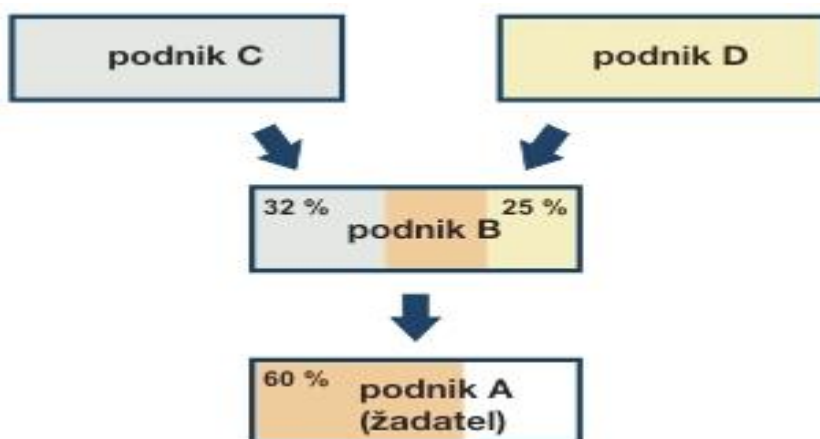 podnik C
podnik D
32 %
25 %
podnik B
60 %
podnik A
(žadatel)